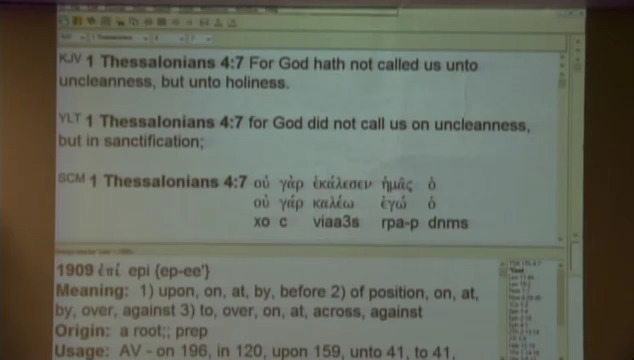 KJV 1 Thessalonians 4:7 For God hath not called us unto
uncleanness, but unto holiness.
YLT 1 Thessalonians 4:7 for God did not call us on uncleanness,
but in sanctification;
SCM 1 Thessalonians 4:7 οὐ γὰρ ἐκάλεσεν ἡμᾶς ὁ
οὐ γάρ καλέω ἐγώ ὁ
xo c viaa3s rpa-p dnms
1909 ἐπί epi {ep-ee'}
Meaning: 1) upon, on, at, by, before 2) of position, on, at,
by, over, against 3) to, over, on, at, across, against
Origin: a root;; prep
Usage: AV - on 196, in 120, upon 159, unto 41, to 41,